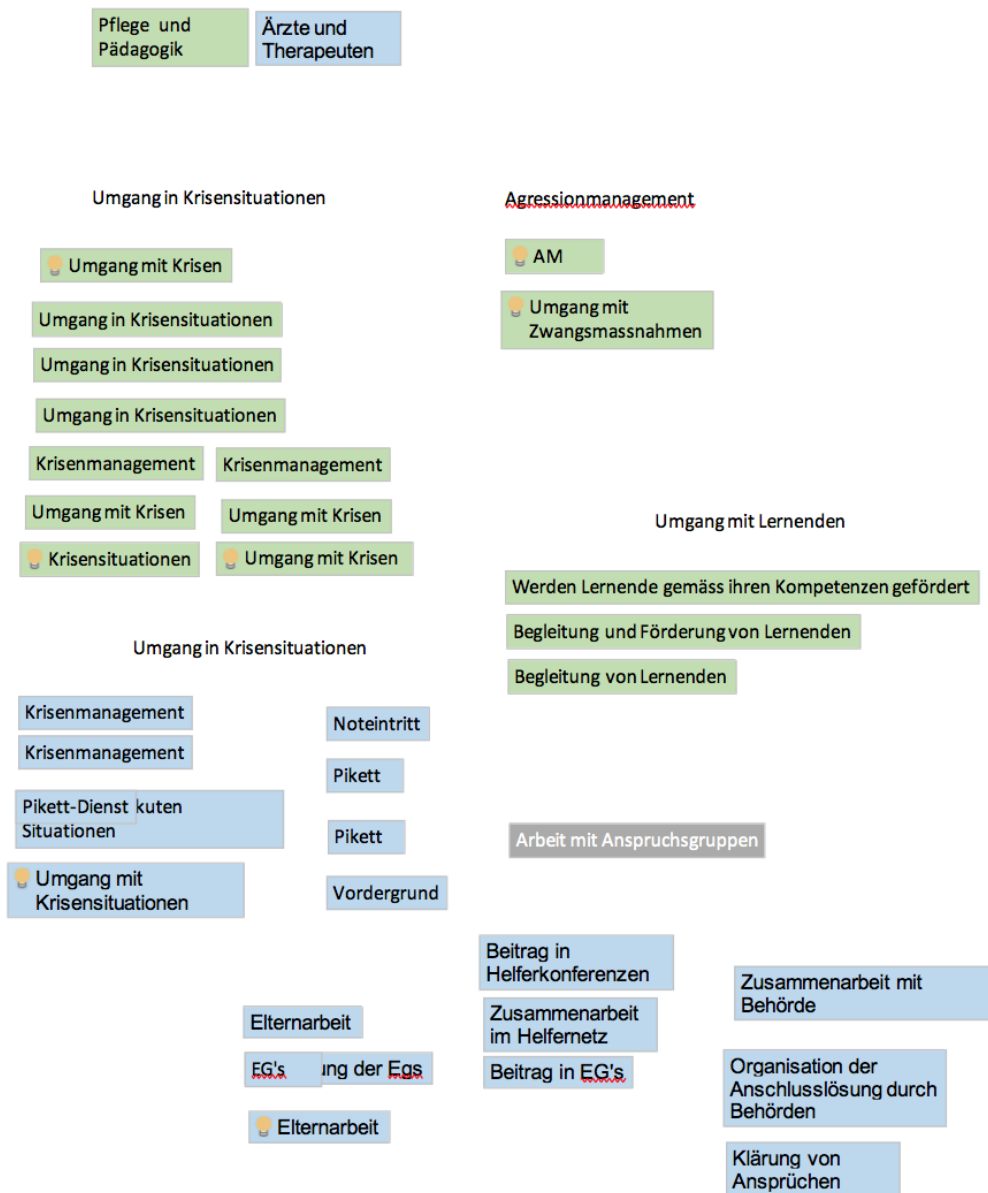 Pflege und
Pädagogik
Ärzte und
Therapeuten
Umgang in Krisensituationen
Umgang mit Krisen
Umgang in Krisensituationen
Umgang in Krisensituationen
Umgang in Krisensituationen
Krisenmanagement
Krisenmanagement
Umgang mit Krisen
Umgang mit Krisen
Krisensituationen
Umgang mit Krisen
Agressionmanagement
AM
Umgang mit
Zwangsmassnahmen
Umgang mit Lernenden
Werden Lernende gemäss ihren Kompetenzen gefördert
Begleitung und Förderung von Lernenden
Begleitung von Lernenden
Umgang in Krisensituationen
Krisenmanagement
Krisenmanagement
Pikett-Dienst kuten
Situationen
Umgang mit
Krisensituationen
Noteintritt
Pikett
Pikett
Vordergrund
Arbeit mit Anspruchsgruppen
Elternarbeit
EG's ung der Egs
Elternarbeit
Beitrag in
Helferkonferenzen
Zusammenarbeit
im Helfernetz
Beitrag in EG's
Zusammenarbeit mit
Behörde
Organisation der
Anschlusslösung durch
Behörden
Klärung von
Ansprüchen